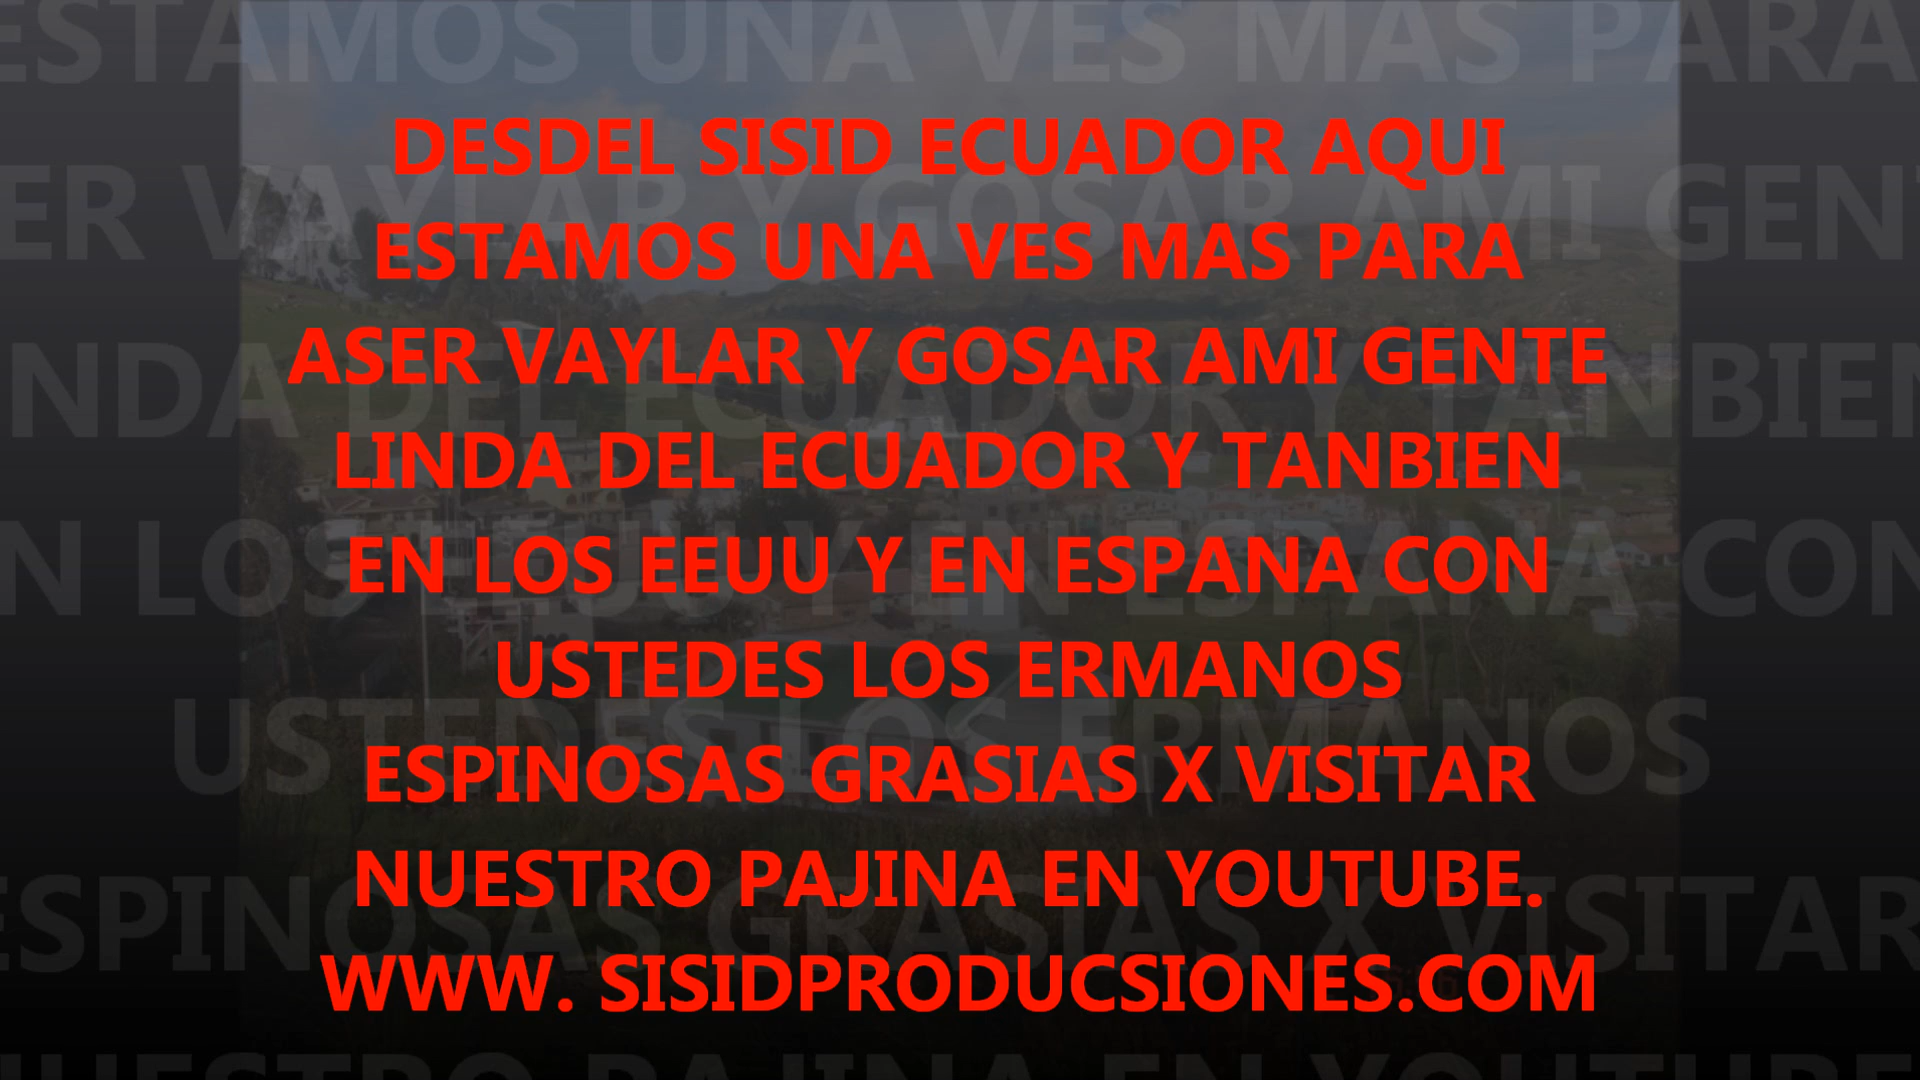 DESDEL SISID ECUADOR AQUI
ESTAMOS UNA VES MAS PARA
ASER VAYLAR Y GOSAR AMI GENTE
LINDA DEL ECUADOR Y TANBIEN
EN LOS EEUU Y EN ESPANA CON
USTEDES LOS ERMANOS
ESPINOSAS GRASIAS X VISITAR
NUESTRO PAJINA EN YOUTUBE.
WWW. SISIDPRODUCSIONES.COM